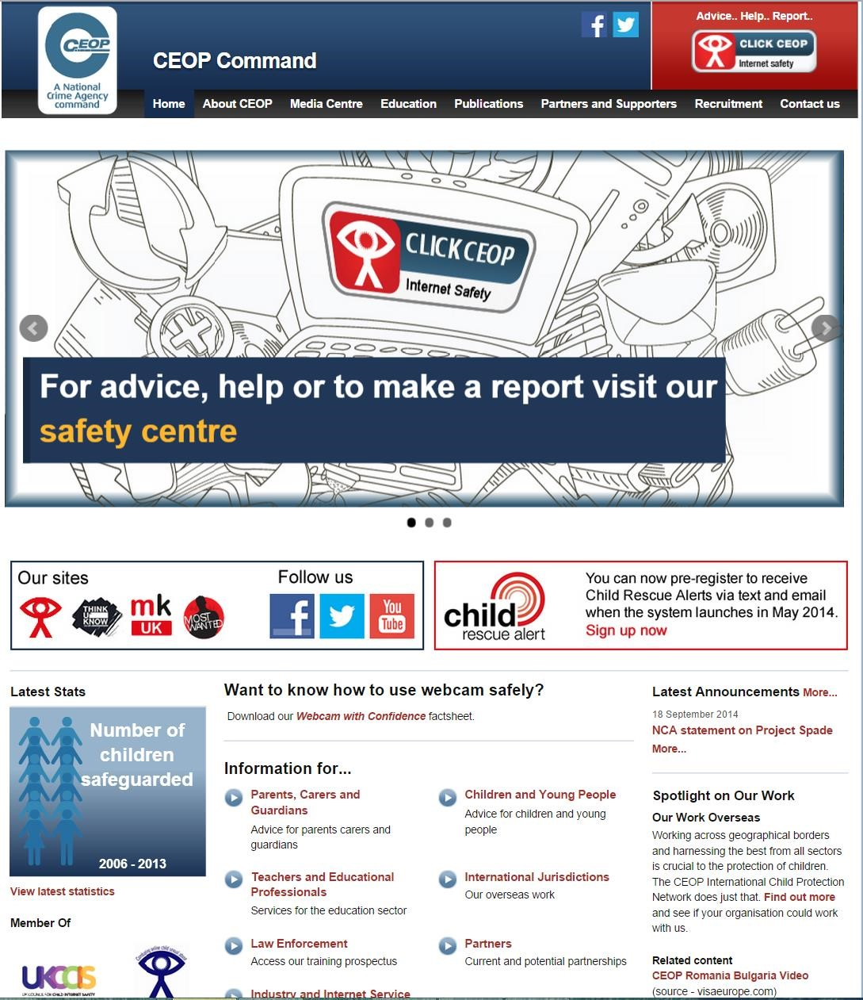 CEOP
A National
Crime Agency
command
CEOP Command
Advice.. Help.. Report..
CLICK CEOP
Internet safety
Home About CEOP Media Centre Education Publications Partners and Supporters Recruitment Contact us
CLICK CEOP
Internet Safety
For advice, help or to make a report visit our
safety centre
Our sites
Follow us
THINK
U
KNOW
mk
UK
MOST
WANTED
You
Tube
child
rescue alert
You can now pre-register to receive
Child Rescue Alerts via text and email
when the system launches in May 2014.
Sign up now
Latest Stats
Number of
children
safeguarded
2006 - 2013
View latest statistics
Member Of
UKCCIS
UK COUNCIL FOR CHILD INTERNET SAFETY
Combating online child sexual abuse
Want to know how to use webcam safely?
Download our Webcam with Confidence factsheet.
Information for...
Parents, Carers and
Guardians
Advice for parents carers and
guardians
Children and Young People
Advice for children and young
people
Teachers and Educational
Professionals
Services for the education sector
International Jurisdictions
Our overseas work
Law Enforcement
Access our training prospectus
Partners
Current and potential partnerships
Industry and Internet Service
Latest Announcements More...
18 September 2014
NCA statement on Project Spade
More...
Spotlight on Our Work
Our Work Overseas
Working across geographical borders
and harnessing the best from all sectors
is crucial to the protection of children.
The CEOP International Child Protection
Network does just that. Find out more
and see if your organisation could work
with us.
Related content
CEOP Romania Bulgaria Video
(source - visaeurope.com)